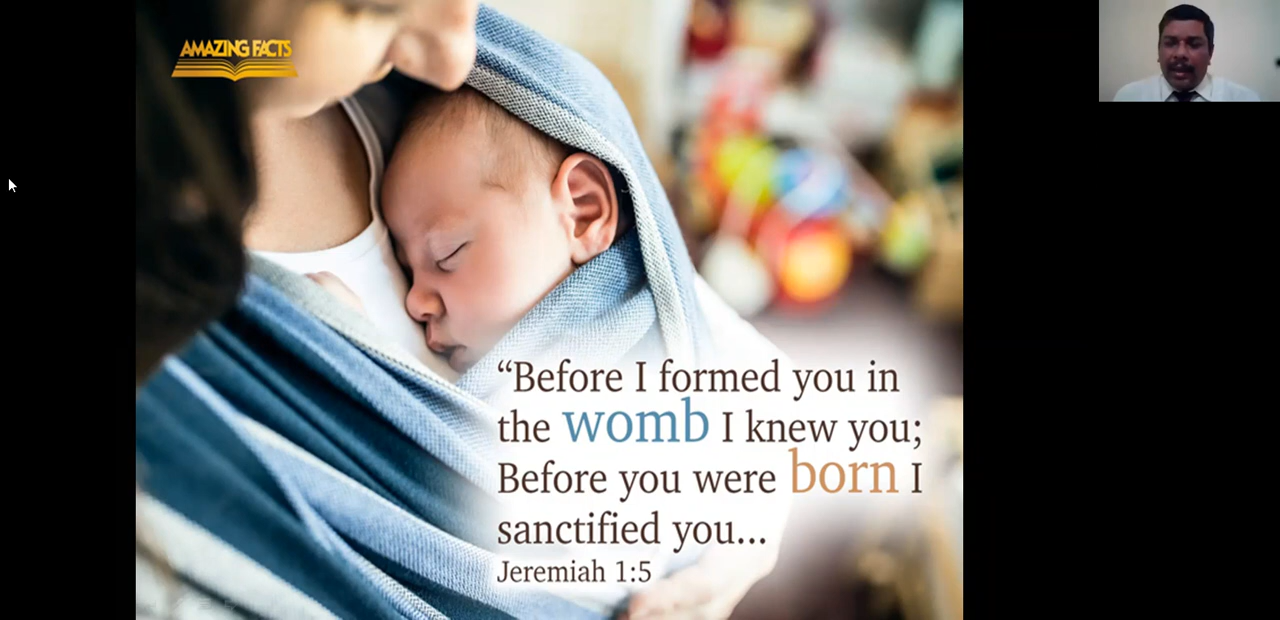 AMAZING FACTS
“Before I formed you in
the womb I knew you;
Before you were born I
sanctified you...
Jeremiah 1:5